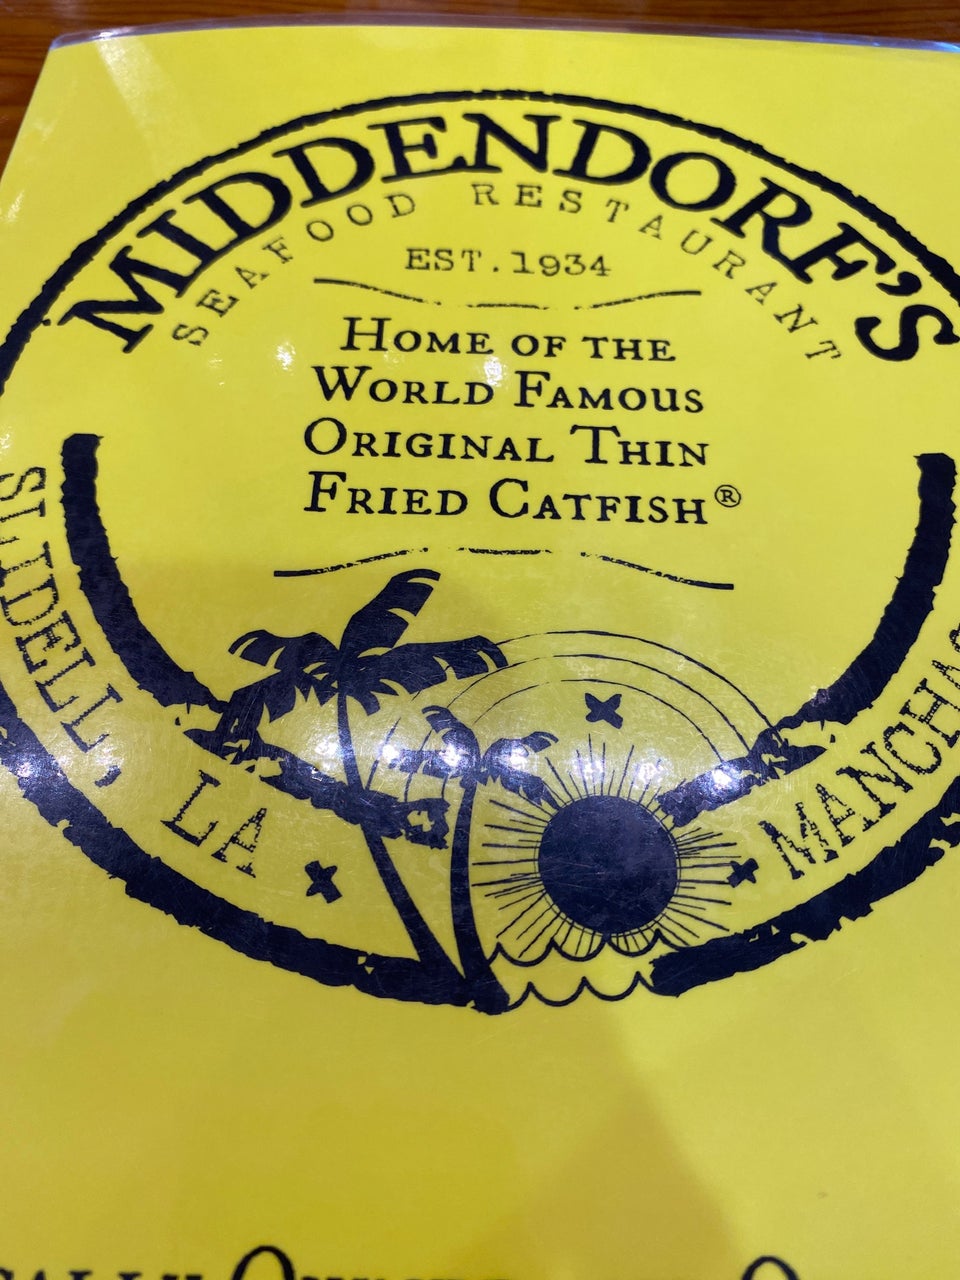 MIDDENDORF'S
SEAFOOD RESTAURANT
EST.1934
HOME OF THE
WORLD FAMOUS
ORIGINAL THIN
FRIED CATFISH®
SLIDELL, LA